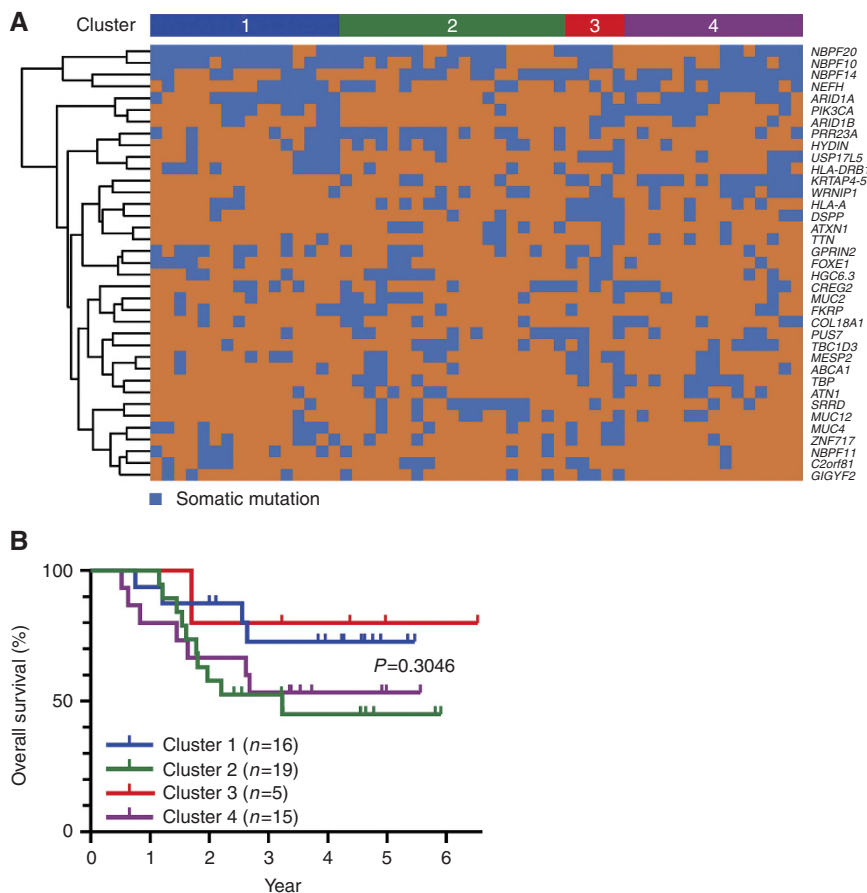 A
Cluster 1 2 3 4
NBPF20
NBPF10
NBPF14
NEFH
ARID1A
PIK3CA
ARID1B
PRR23A
HYDIN
USP17L5
HLA-DRB1
KRTAP4-5
WRNIP1
HLA-A
DSPP
ATXN1
TTN
GPRIN2
FOXE1
HGC6.3
CREG2
MUC2
FKRP
COL18A1
PUS7
TBC1D3
MESP2
ABCA1
TBP
ATN1
SRRD
MUC12
MUC4
ZNF717
NBPF11
C2orf81
GIGYF2
Somatic mutation
B
Overall survival (%)
100
50
0
P=0.3046
Cluster 1 (n=16)
Cluster 2 (n=19)
Cluster 3 (n=5)
Cluster 4 (n=15)
0 1 2 3 4 5 6
Year